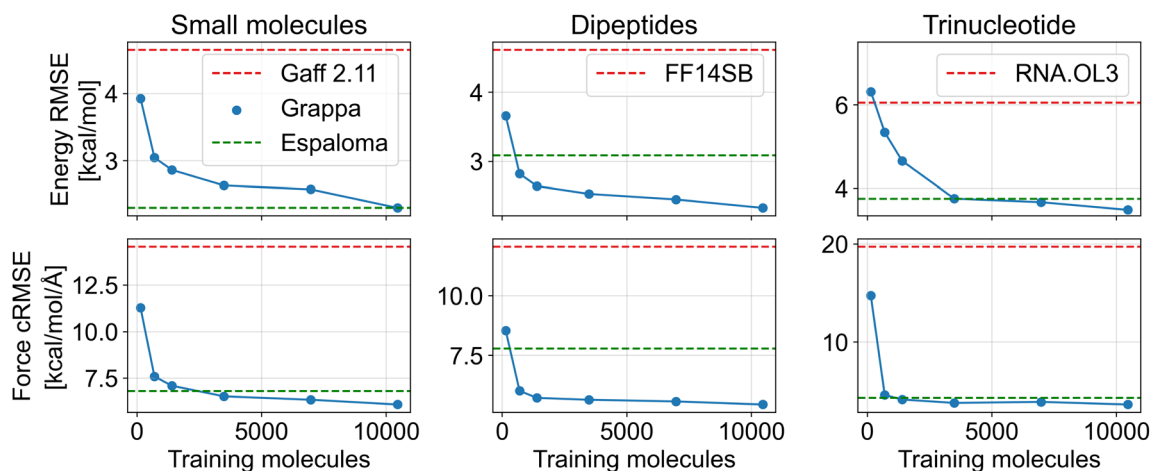 Small molecules
Dipeptides
Trinucleotide
Energy RMSE
[kcal/mol]
4
3
Gaff 2.11
Grappa
Espaloma
4
3
FF14SB
6
4
RNA.OL3
Force cRMSE
[kcal/mol/Å]
12.5
10.0
7.5
10.0
7.5
20
10
0 5000 10000
0 5000 10000
0 5000 10000
Training molecules
Training molecules
Training molecules